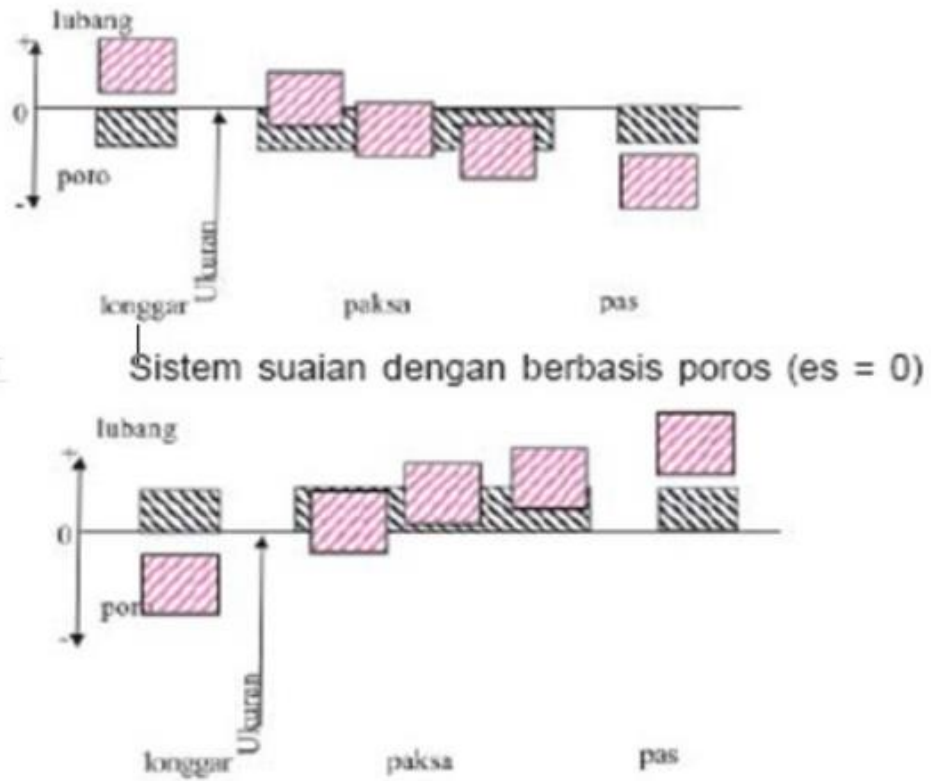 lubang
+
0
poro
-
Ukuran
longgar
paksa
pas
Sistem suaian dengan berbasis poros (es = 0)
lubang
+
0
poro
-
Ukuran
longgar
paksa
pas